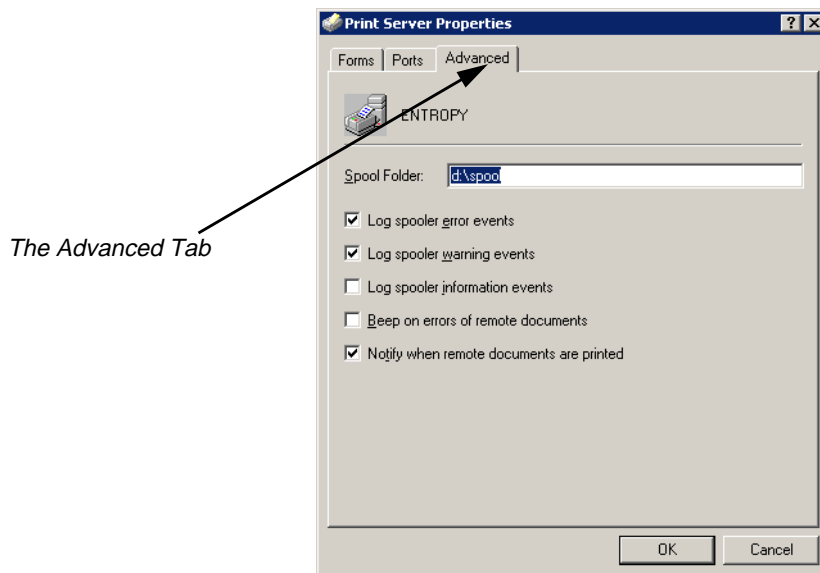 Print Server Properties
Forms Ports Advanced
ENTROPY
Spool Folder: d:\spool
Log spooler error events
The Advanced Tab
Log spooler warning events
Log spooler information events
Beep on errors of remote documents
Notify when remote documents are printed
OK Cancel